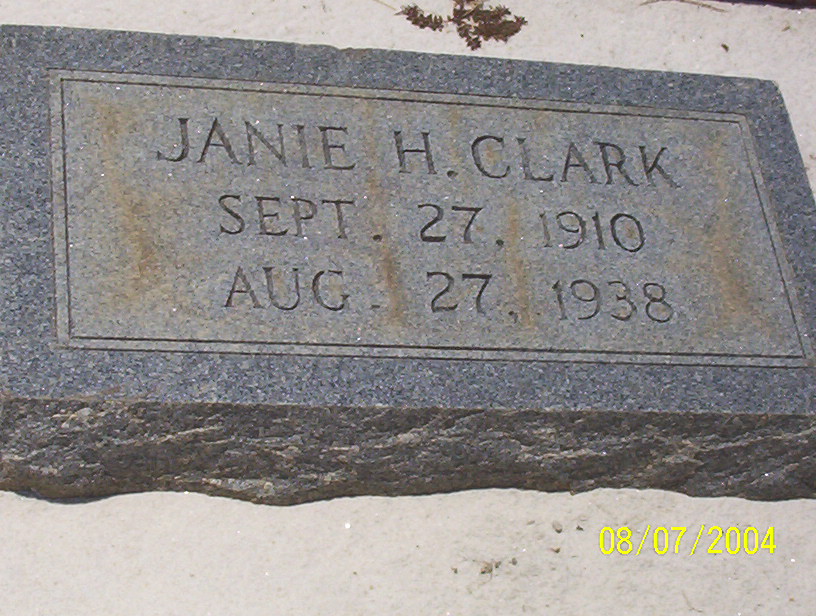 JANIE H. CLARK
SEPT. 27, 1910
AUG. 27, 1938
08/07/2004